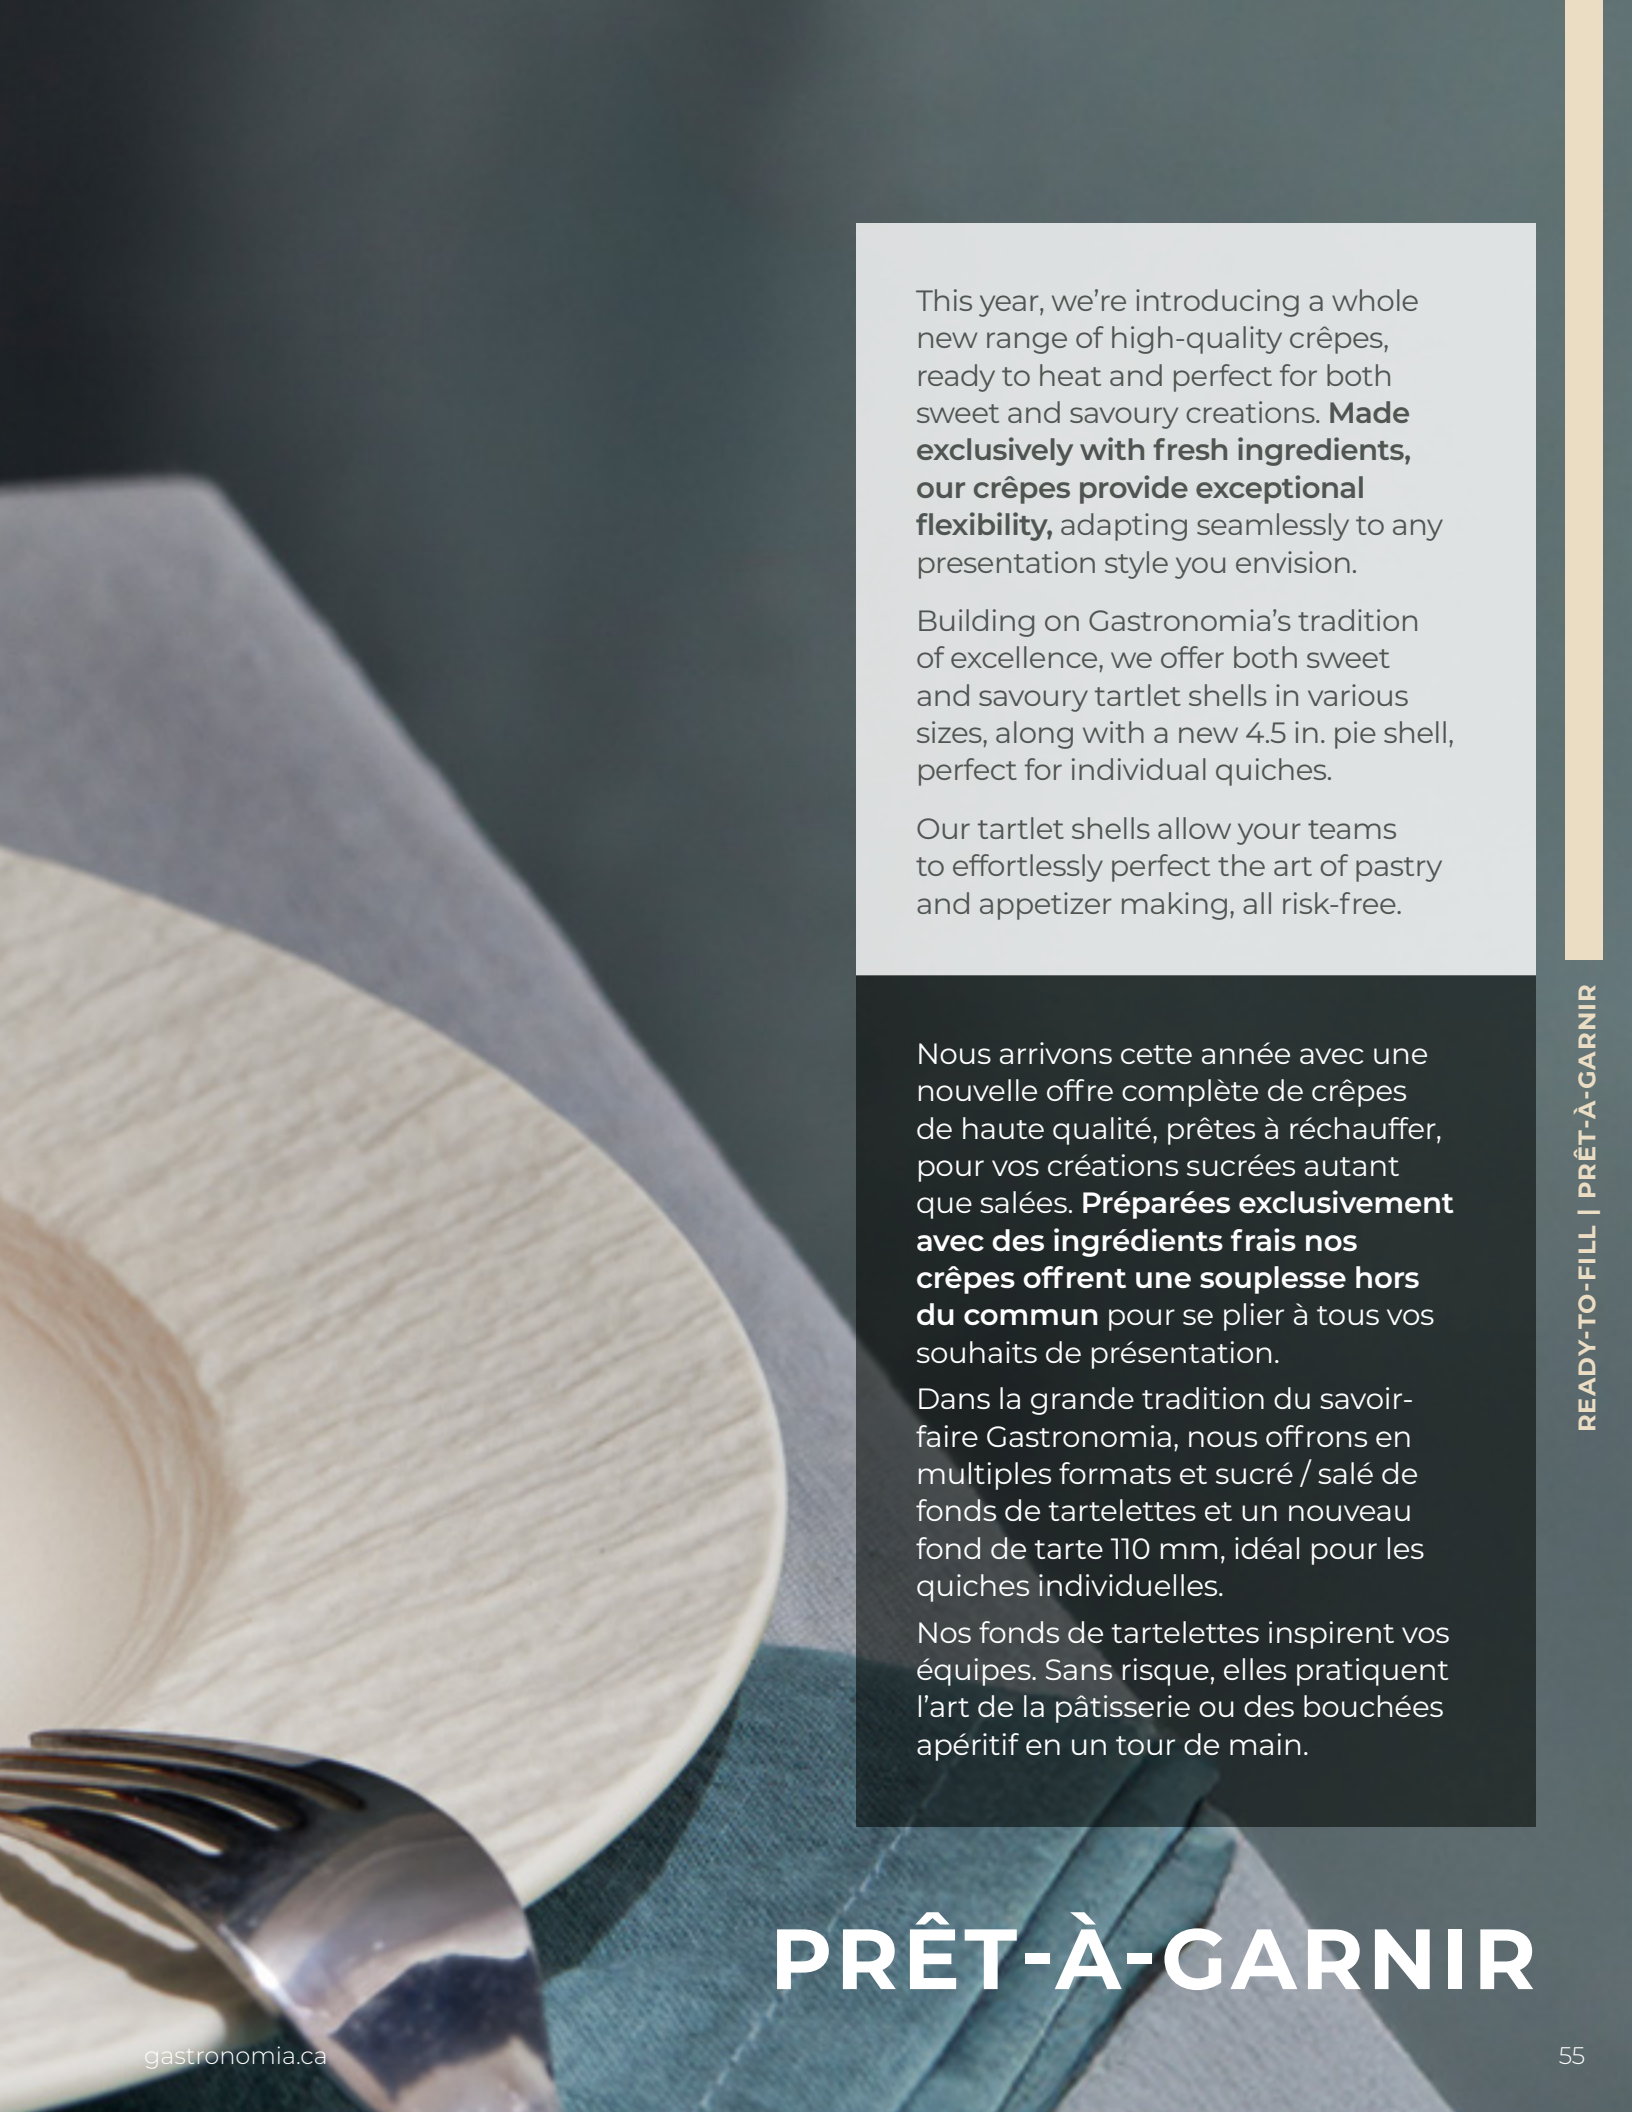 This year, we're introducing a whole
new range of high-quality crêpes,
ready to heat and perfect for both
sweet and savoury creations. Made
exclusively with fresh ingredients,
our crêpes provide exceptional
flexibility, adapting seamlessly to any
presentation style you envision.
Building on Gastronomia's tradition
of excellence, we offer both sweet
and savoury tartlet shells in various
sizes, along with a new 4.5 in. pie shell,
perfect for individual quiches.
Our tartlet shells allow your teams
to effortlessly perfect the art of pastry
and appetizer making, all risk-free.
Nous arrivons cette année avec une
nouvelle offre complète de crêpes
de haute qualité, prêtes à réchauffer,
pour vos créations sucrées autant
que salées. Préparées exclusivement
avec des ingrédients frais nos
crêpes offrent une souplesse hors
du commun pour se plier à tous vos
souhaits de présentation.
Dans la grande tradition du savoir-
faire Gastronomia, nous offrons en
multiples formats et sucré / salé de
fonds de tartelettes et un nouveau
fond de tarte 110 mm, idéal pour les
quiches individuelles.
Nos fonds de tartelettes inspirent vos
équipes. Sans risque, elles pratiquent
l'art de la pâtisserie ou des bouchées
apéritif en un tour de main.
READY-TO-FILL | PRÊT-À-GARNIR
PRÊT-À-GARNIR
gastronomia.ca
55